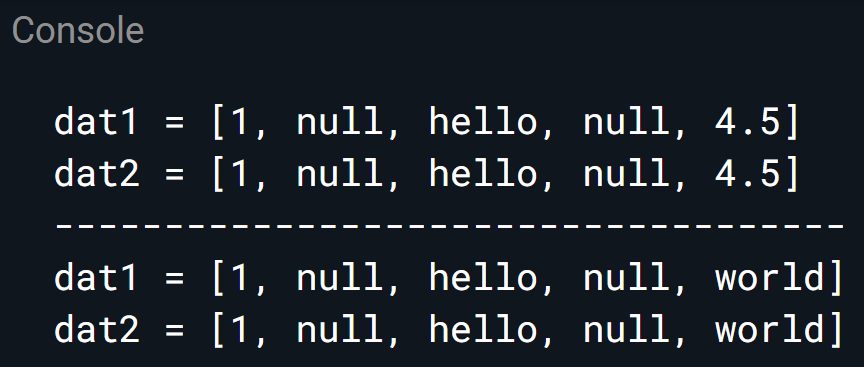 Console
dat1 = [1, null, hello, null, 4.5]
dat2 = [1, null, hello, null, 4.5]
------------------------------------
dat1 = [1, null, hello, null, world]
dat2 = [1, null, hello, null, world]